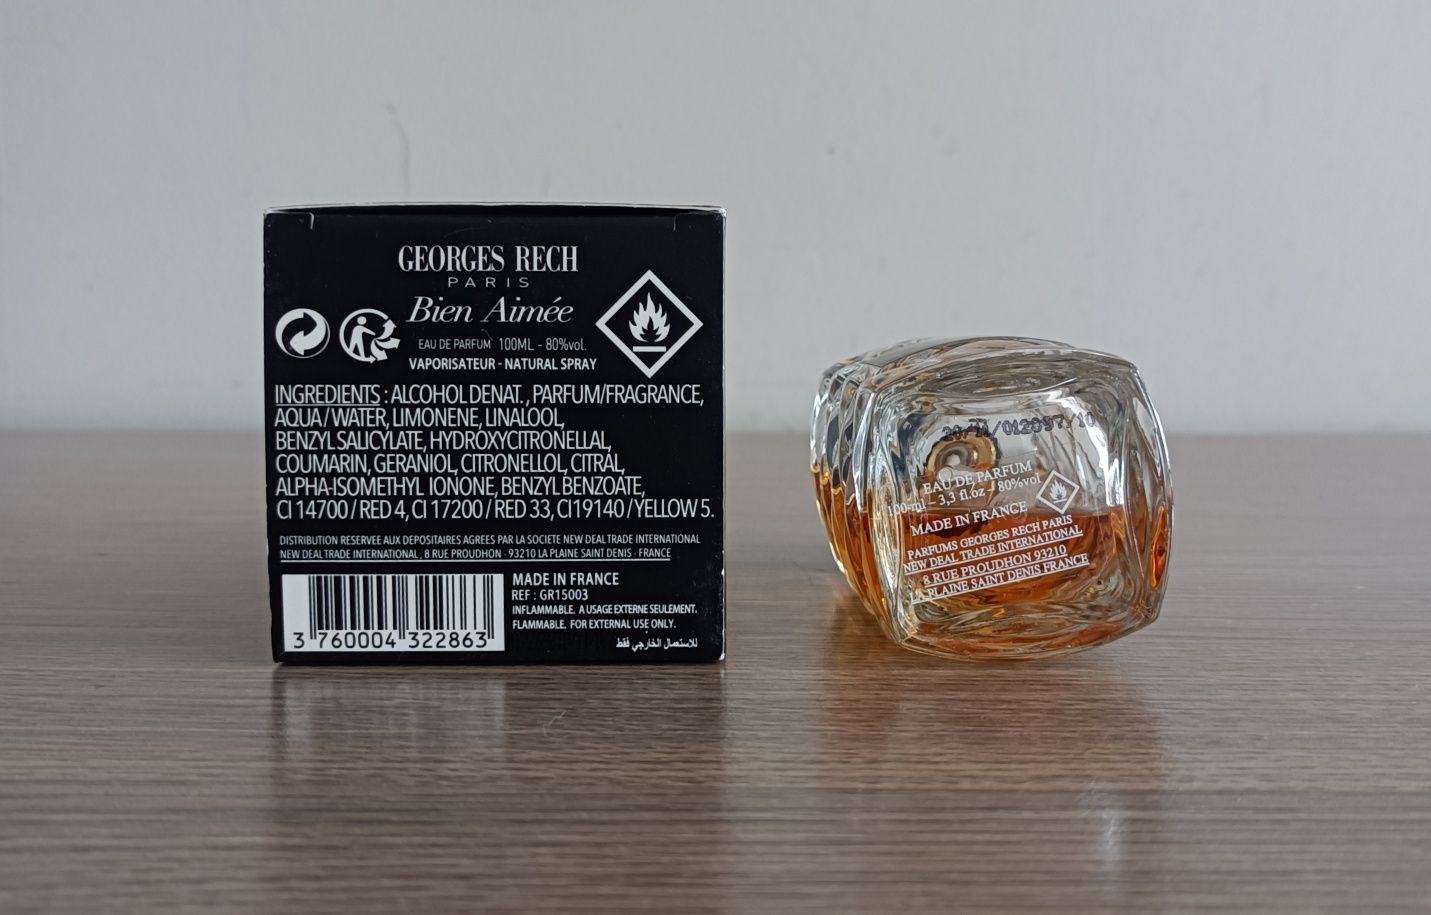 GEORGES RECH
PARIS
Bien Aimée
EAU DE PARFUM 100ML - 80%vol.
VAPORISATEUR - NATURAL SPRAY
INGREDIENTS : ALCOHOL DENAT. , PARFUM/FRAGRANCE,
AQUA / WATER, LIMONENE, LINALOOL,
BENZYL SALICYLATE, HYDROXYCITRONELLAL,
COUMARIN, GERANIOL, CITRONELLOL, CITRAL,
ALPHA-ISOMETHYL IONONE, BENZYL BENZOATE,
CI 14700 / RED 4, CI 17200 / RED 33, CI 19140 / YELLOW 5.
DISTRIBUTION RESERVEE AUX DEPOSITAIRES AGREES PAR LA SOCIETE NEW DEAL TRADE INTERNATIONAL
NEW DEAL TRADE INTERNATIONAL , 8 RUE PROUDHON - 93210 LA PLAINE SAINT DENIS - FRANCE
MADE IN FRANCE
REF : GR15003
INFLAMMABLE. A USAGE EXTERNE SEULEMENT.
FLAMMABLE. FOR EXTERNAL USE ONLY.
للاستعمال الخارجي فقط
3 760004 322863
EAU DE PARFUM
100 ml – 3,3 fl.oz – 80%vol
MADE IN FRANCE
PARFUMS GEORGES RECH PARIS
NEW DEAL TRADE INTERNATIONAL
8 RUE PROUDHON 93210
LA PLAINE SAINT DENIS FRANCE